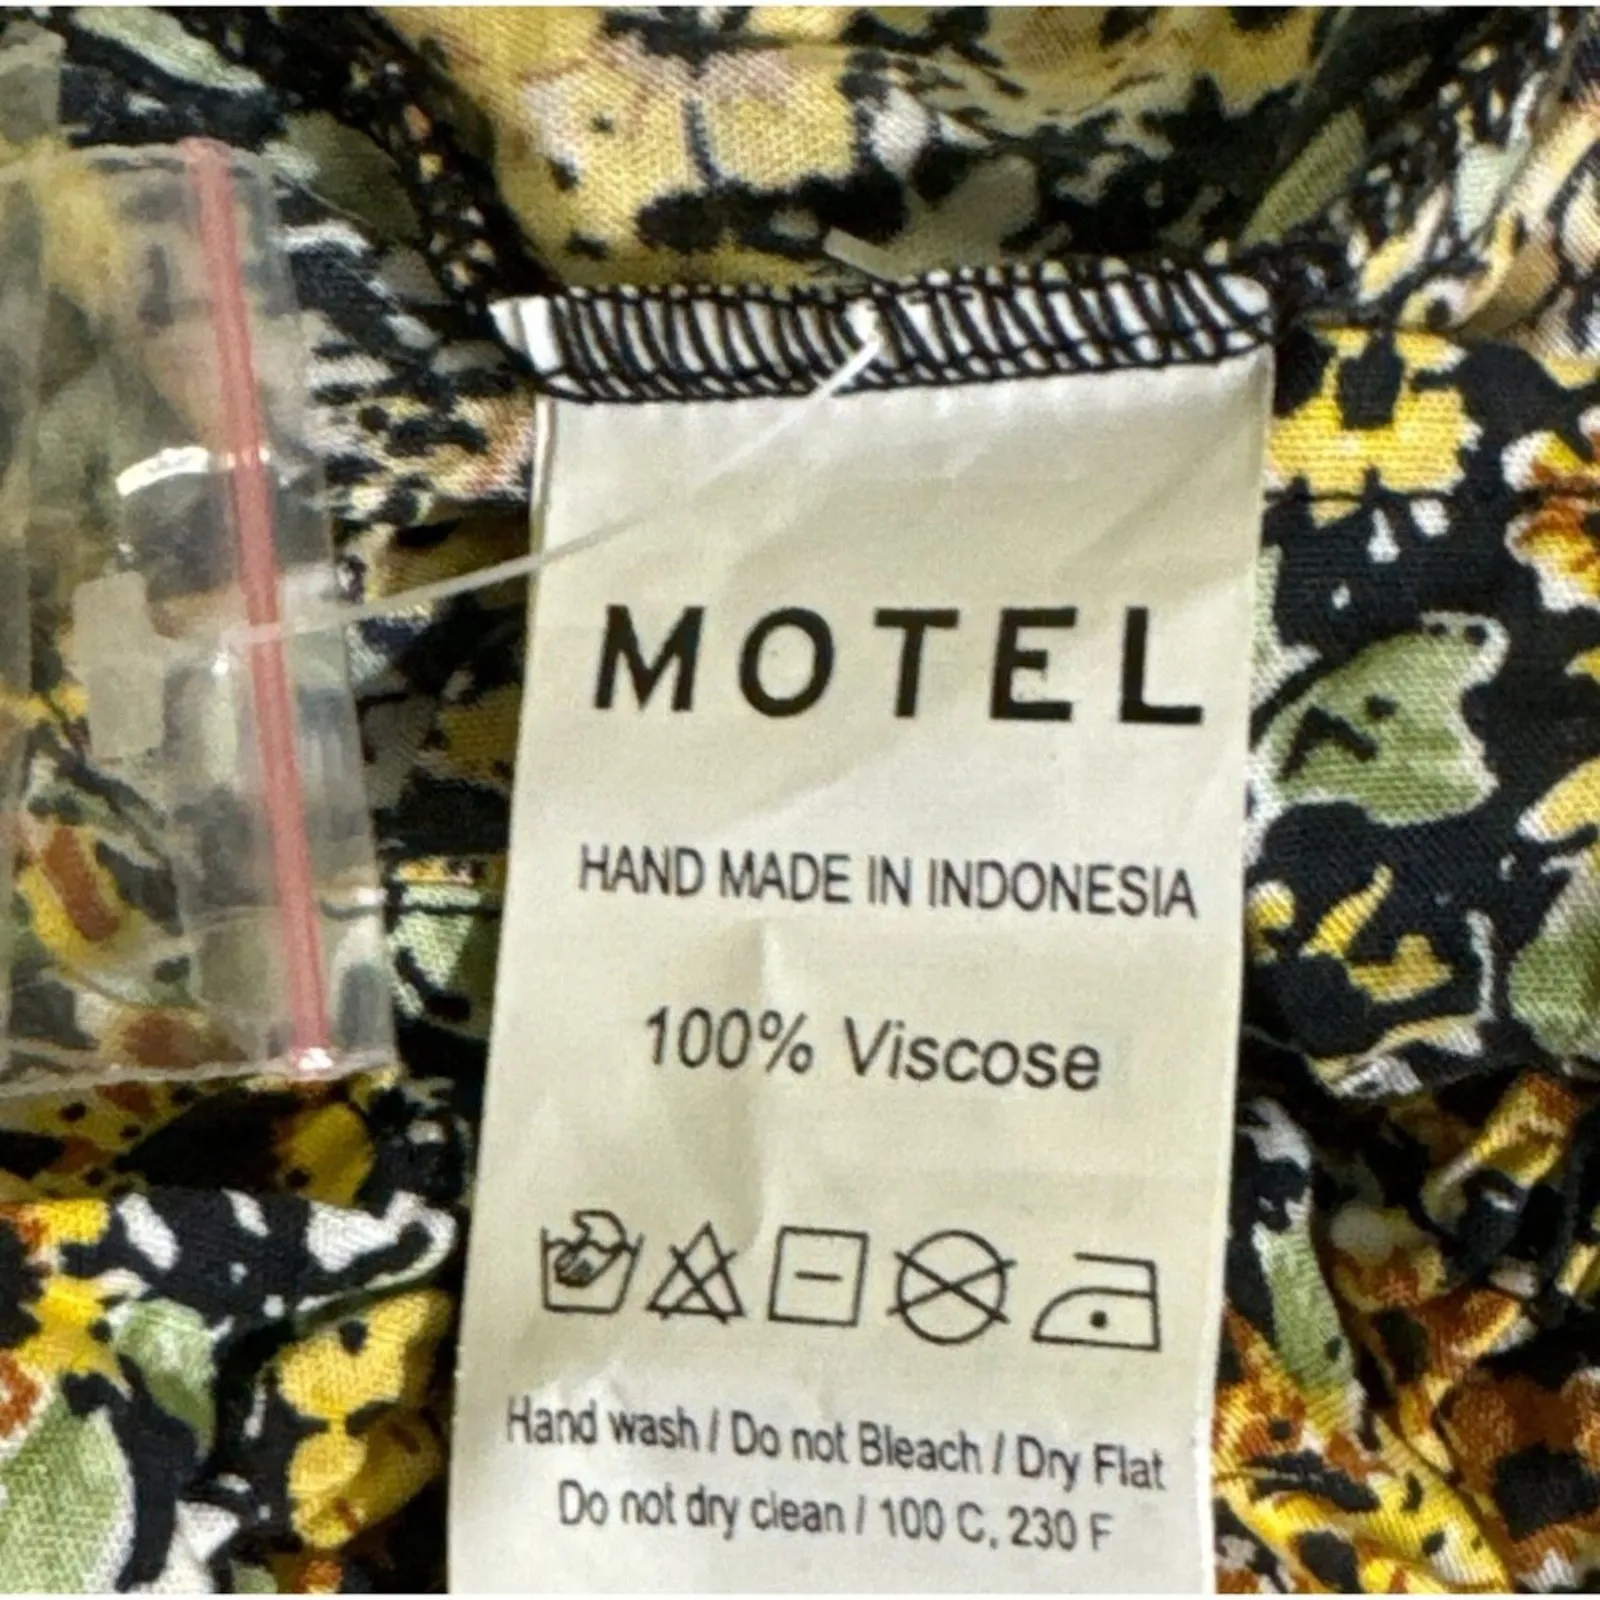 MOTEL
HAND MADE IN INDONESIA
100% Viscose
Hand wash / Do not Bleach / Dry Flat
Do not dry clean / 100 C, 230 F